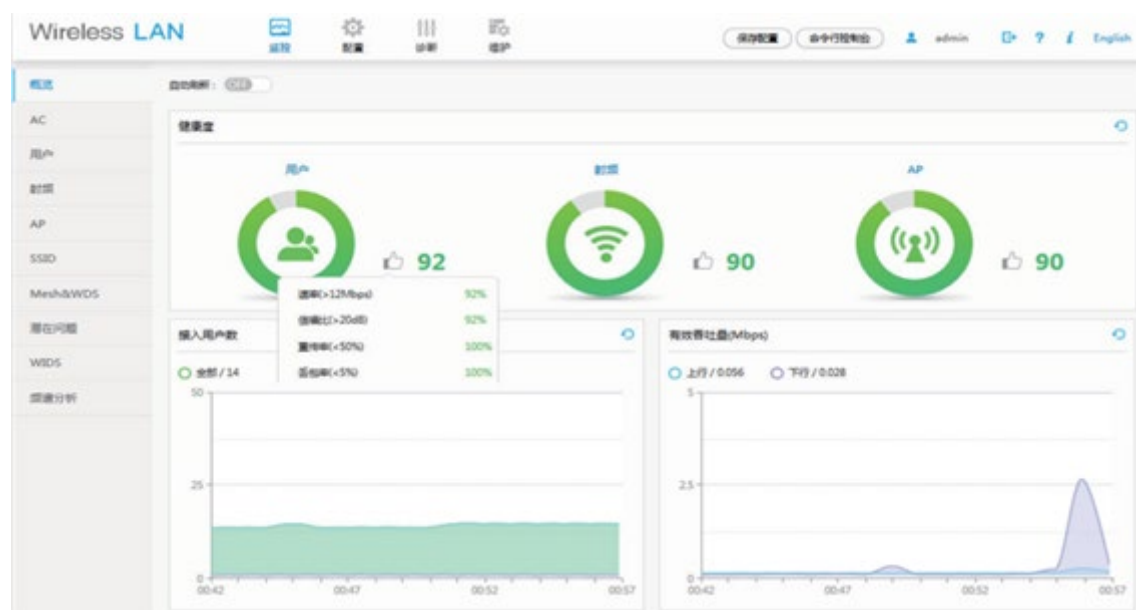 Wireless LAN
监控
配置
诊断
维护
保存配置
命令行控制台
admin
?
i
English
概览
AC
用户
射频
AP
SSID
Mesh&WDS
潜在问题
WIDS
频谱分析
自动刷新： OFF
健康度
用户
射频
AP
92
90
90
速率(>12Mbps) 92%
信噪比(>20dB) 92%
重传率(<50%) 100%
丢包率(<5%) 100%
接入用户数
全部 / 14
50
25
0
00:42 00:47 00:52 00:57
有效吞吐量(Mbps)
上行 / 0.056 下行 / 0.028
5
2.5
0
00:42 00:47 00:52 00:57